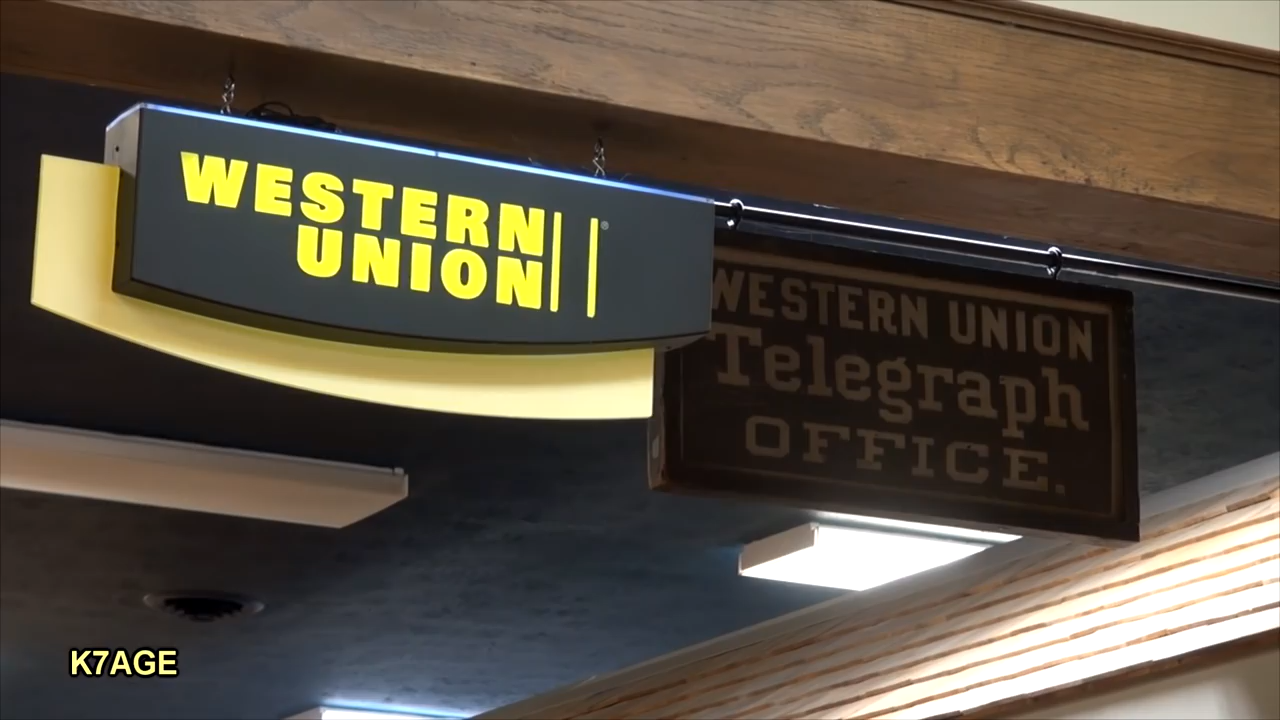 WESTERN
UNION
®
WESTERN UNION
Telegraph
OFFICE.
K7AGE